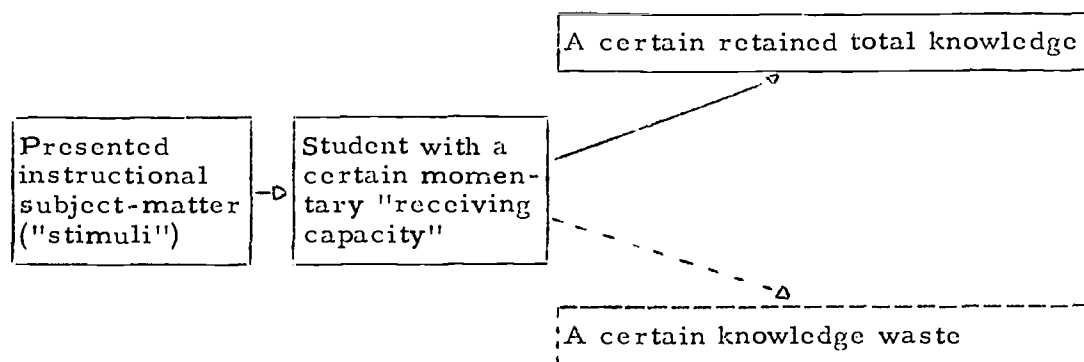 A certain retained total knowledge
Presented
instructional
subject-matter
("stimuli")
Student with a
certain momen-
tary "receiving
capacity"
A certain knowledge waste